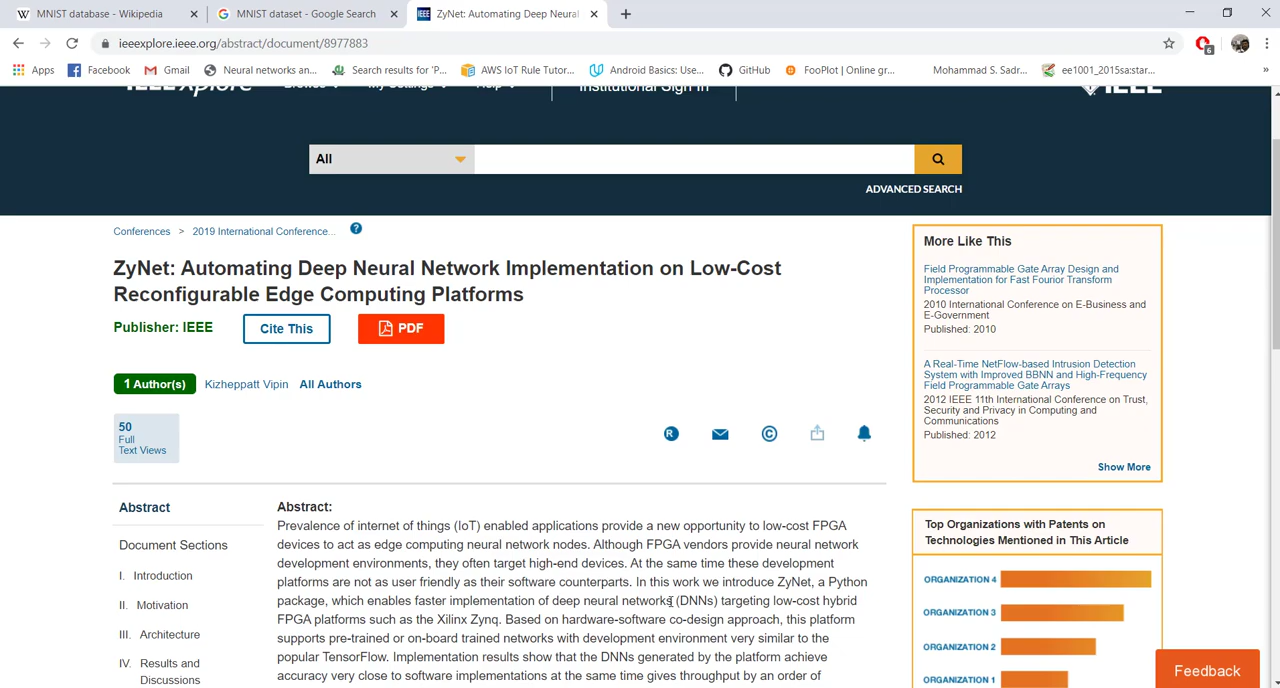 MNIST database - Wikipedia
MNIST dataset - Google Search
ZyNet: Automating Deep Neural
ieeexplore.ieee.org/abstract/document/8977883
6
Apps
Facebook
Gmail
Neural networks an...
Search results for 'P...
AWS IoT Rule Tutor...
Android Basics: Use...
GitHub
FooPlot | Online gr...
Mohammad S. Sadr...
ee1001_2015sa:star...
»
IEEE Xplore
Browse
My Settings
Help
Institutional Sign In
IEEE
All
ADVANCED SEARCH
Conferences > 2019 International Conference... ?
ZyNet: Automating Deep Neural Network Implementation on Low-Cost
Reconfigurable Edge Computing Platforms
Publisher: IEEE
Cite This
PDF
1 Author(s)
Kizheppatt Vipin
All Authors
50
Full
Text Views
R
©
Abstract
Document Sections
I. Introduction
II. Motivation
III. Architecture
IV. Results and
Discussions
Abstract:
Prevalence of internet of things (IoT) enabled applications provide a new opportunity to low-cost FPGA
devices to act as edge computing neural network nodes. Although FPGA vendors provide neural network
development environments, they often target high-end devices. At the same time these development
platforms are not as user friendly as their software counterparts. In this work we introduce ZyNet, a Python
package, which enables faster implementation of deep neural networks (DNNs) targeting low-cost hybrid
FPGA platforms such as the Xilinx Zynq. Based on hardware-software co-design approach, this platform
supports pre-trained or on-board trained networks with development environment very similar to the
popular TensorFlow. Implementation results show that the DNNs generated by the platform achieve
accuracy very close to software implementations at the same time gives throughput by an order of
More Like This
Field Programmable Gate Array Design and
Implementation for Fast Fourior Transform
Processor
2010 International Conference on E-Business and
E-Government
Published: 2010
A Real-Time NetFlow-based Intrusion Detection
System with Improved BBNN and High-Frequency
Field Programmable Gate Arrays
2012 IEEE 11th International Conference on Trust,
Security and Privacy in Computing and
Communications
Published: 2012
Show More
Top Organizations with Patents on
Technologies Mentioned in This Article
ORGANIZATION 4
ORGANIZATION 3
ORGANIZATION 2
ORGANIZATION 1
Feedback